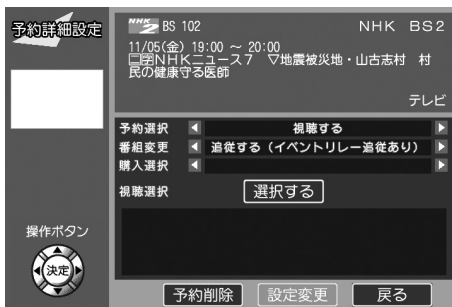 予約詳細設定
NHK 2 BS 102 NHK BS2
11/05(金) 19:00 ~ 20:00
NHKニュース7 ▽地震被災地・山古志村 村
民の健康守る医師
テレビ
予約選択 ◀ 視聴する ▶
番組変更 ◀ 追従する(イベントリレー追従あり) ▶
購入選択 ◀ ▶
視聴選択 選択する
操作ボタン
決定
予約削除 設定変更 戻る